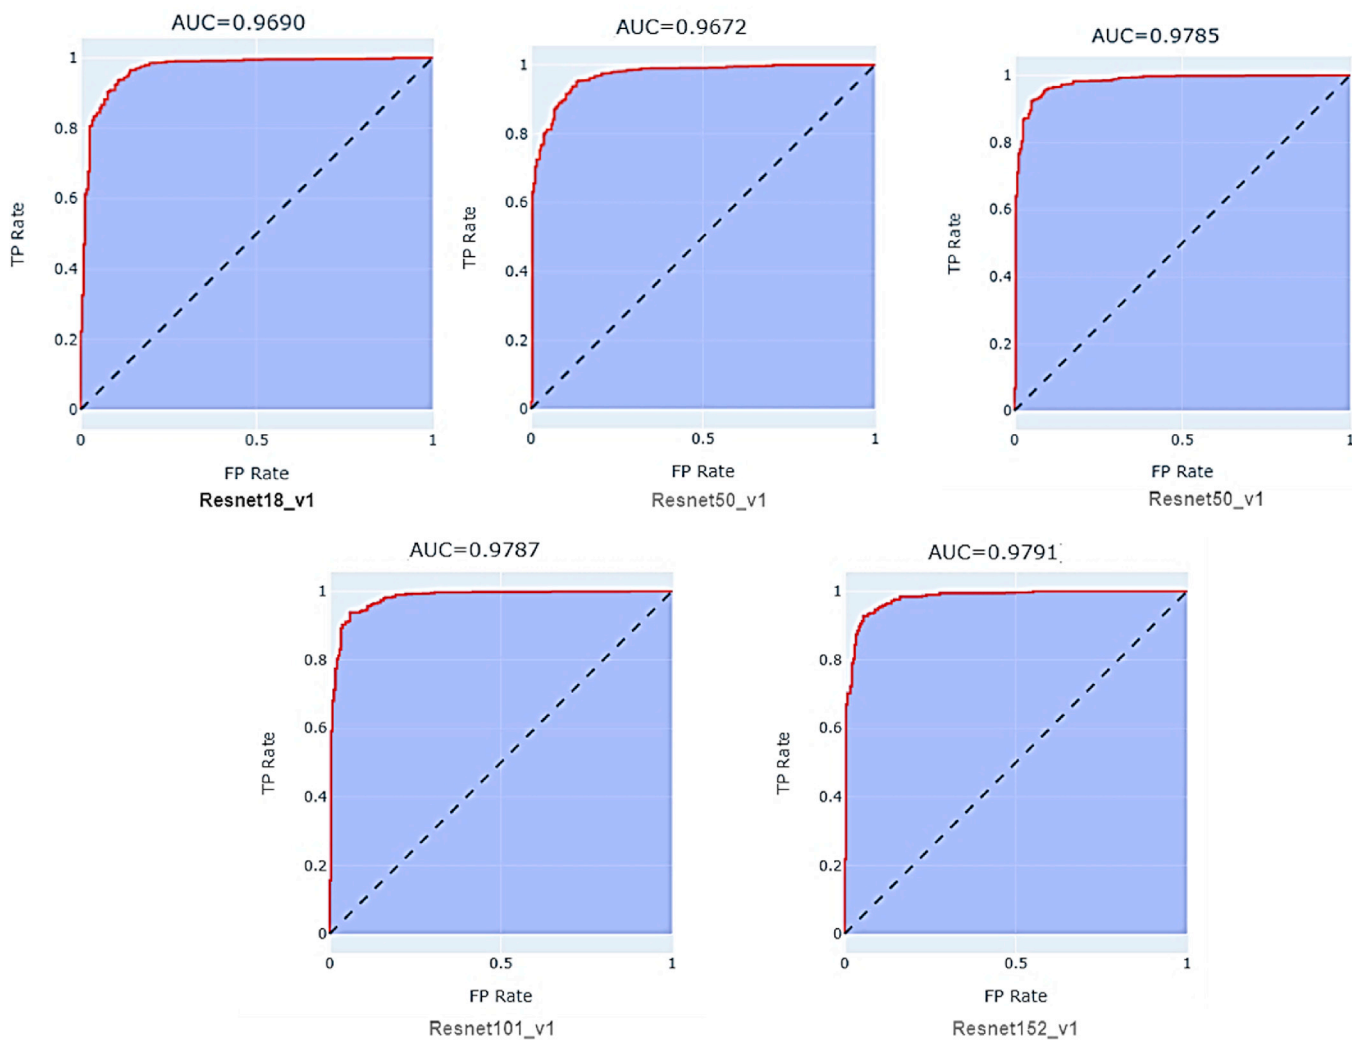 AUC=0.9690
1
0.8
0.6
0.4
0.2
0
TP Rate
0 0.5 1
FP Rate
Resnet18_v1
AUC=0.9672
1
0.8
0.6
0.4
0.2
0
TP Rate
0 0.5 1
FP Rate
Resnet50_v1
AUC=0.9785
1
0.8
0.6
0.4
0.2
0
TP Rate
0 0.5 1
FP Rate
Resnet50_v1
AUC=0.9787
1
0.8
0.6
0.4
0.2
0
TP Rate
0 0.5 1
FP Rate
Resnet101_v1
AUC=0.9791
1
0.8
0.6
0.4
0.2
0
TP Rate
0 0.5 1
FP Rate
Resnet152_v1